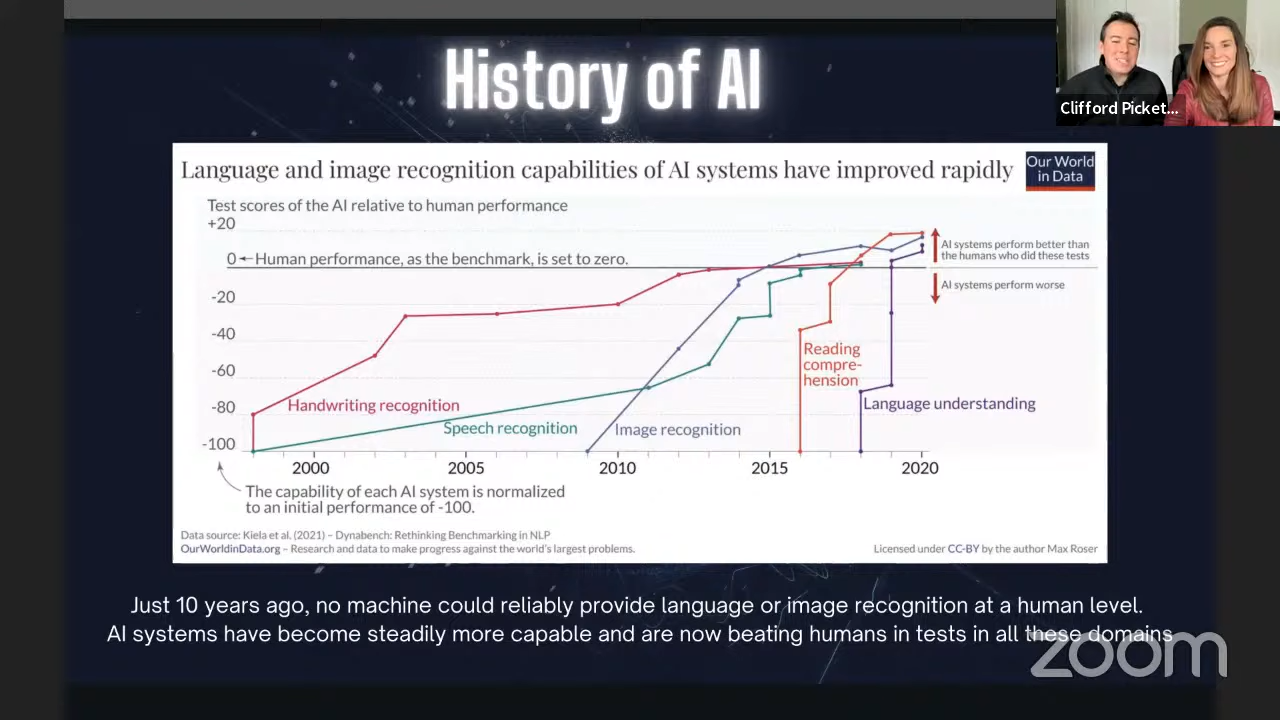 History of AI
Clifford Picket...
Language and image recognition capabilities of AI systems have improved rapidly
Our World
in Data
Test scores of the AI relative to human performance
+20
0
Human performance, as the benchmark, is set to zero.
-20
-40
-60
-80
-100
AI systems perform better than
the humans who did these tests
AI systems perform worse
Reading
compre-
hension
Handwriting recognition
Language understanding
Speech recognition
Image recognition
2000
2005
2010
2015
2020
The capability of each AI system is normalized
to an initial performance of -100.
Data source: Kiela et al. (2021) – Dynabench: Rethinking Benchmarking in NLP
OurWorldinData.org – Research and data to make progress against the world's largest problems.
Licensed under CC-BY by the author Max Roser
Just 10 years ago, no machine could reliably provide language or image recognition at a human level.
AI systems have become steadily more capable and are now beating humans in tests in all these domains
zoom